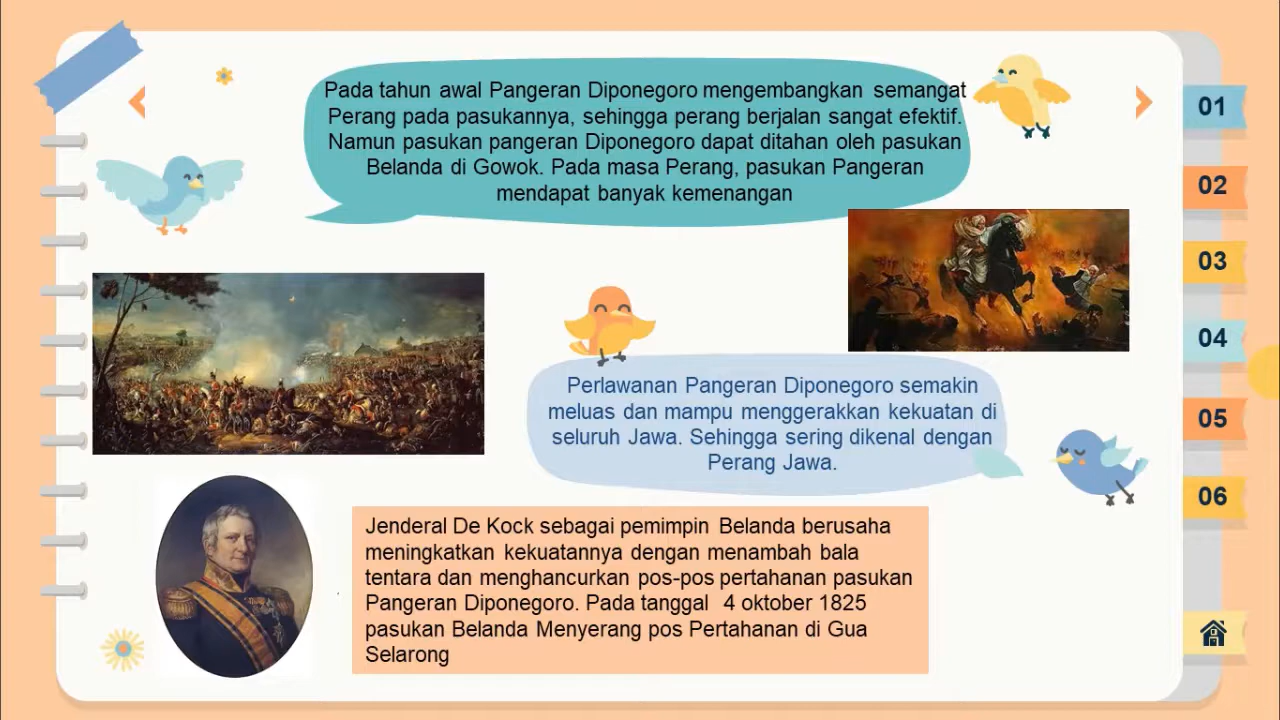 Pada tahun awal Pangeran Diponegoro mengembangkan semangat
Perang pada pasukannya, sehingga perang berjalan sangat efektif.
Namun pasukan pangeran Diponegoro dapat ditahan oleh pasukan
Belanda di Gowok. Pada masa Perang, pasukan Pangeran
mendapat banyak kemenangan
Perlawanan Pangeran Diponegoro semakin
meluas dan mampu menggerakkan kekuatan di
seluruh Jawa. Sehingga sering dikenal dengan
Perang Jawa.
Jenderal De Kock sebagai pemimpin Belanda berusaha
meningkatkan kekuatannya dengan menambah bala
tentara dan menghancurkan pos-pos pertahanan pasukan
Pangeran Diponegoro. Pada tanggal 4 oktober 1825
pasukan Belanda Menyerang pos Pertahanan di Gua
Selarong
01
02
03
04
05
06